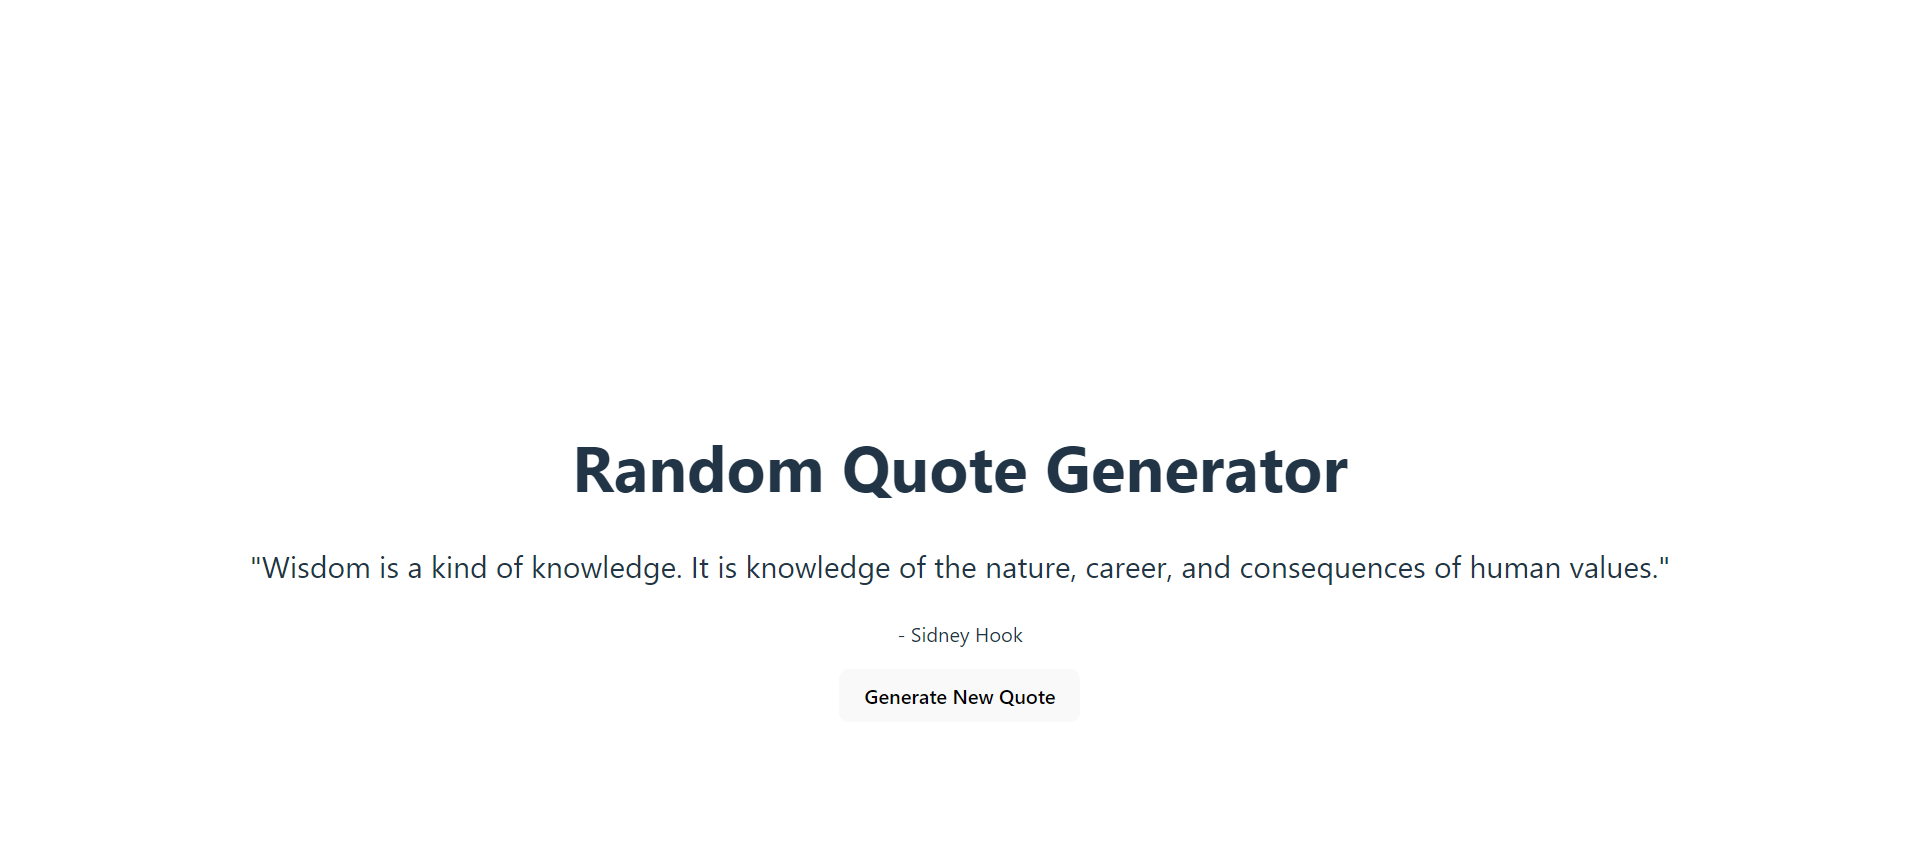 Random Quote Generator
"Wisdom is a kind of knowledge. It is knowledge of the nature, career, and consequences of human values."
- Sidney Hook
Generate New Quote